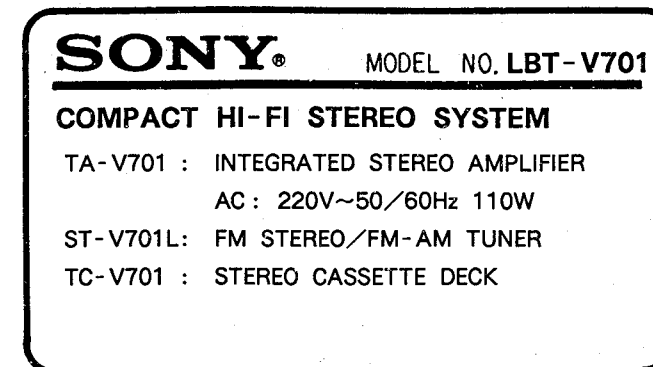 SONY® MODEL NO. LBT-V701
COMPACT HI-FI STEREO SYSTEM
TA-V701 : INTEGRATED STEREO AMPLIFIER
AC : 220V~50/60Hz 110W
ST-V701L: FM STEREO/FM-AM TUNER
TC-V701 : STEREO CASSETTE DECK